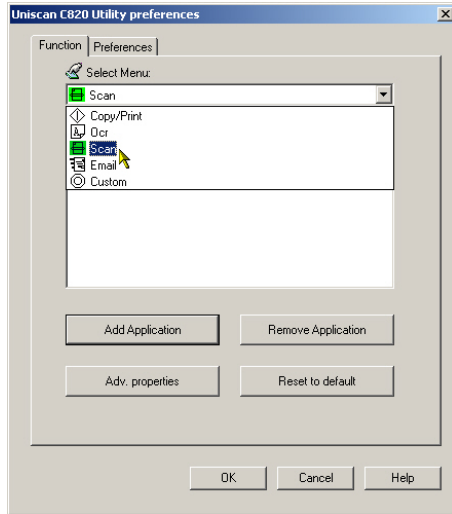 Uniscan C820 Utility preferences
Function Preferences
Select Menu:
Scan
Copy/Print
Ocr
Scan
Email
Custom
Add Application Remove Application
Adv. properties Reset to default
OK Cancel Help